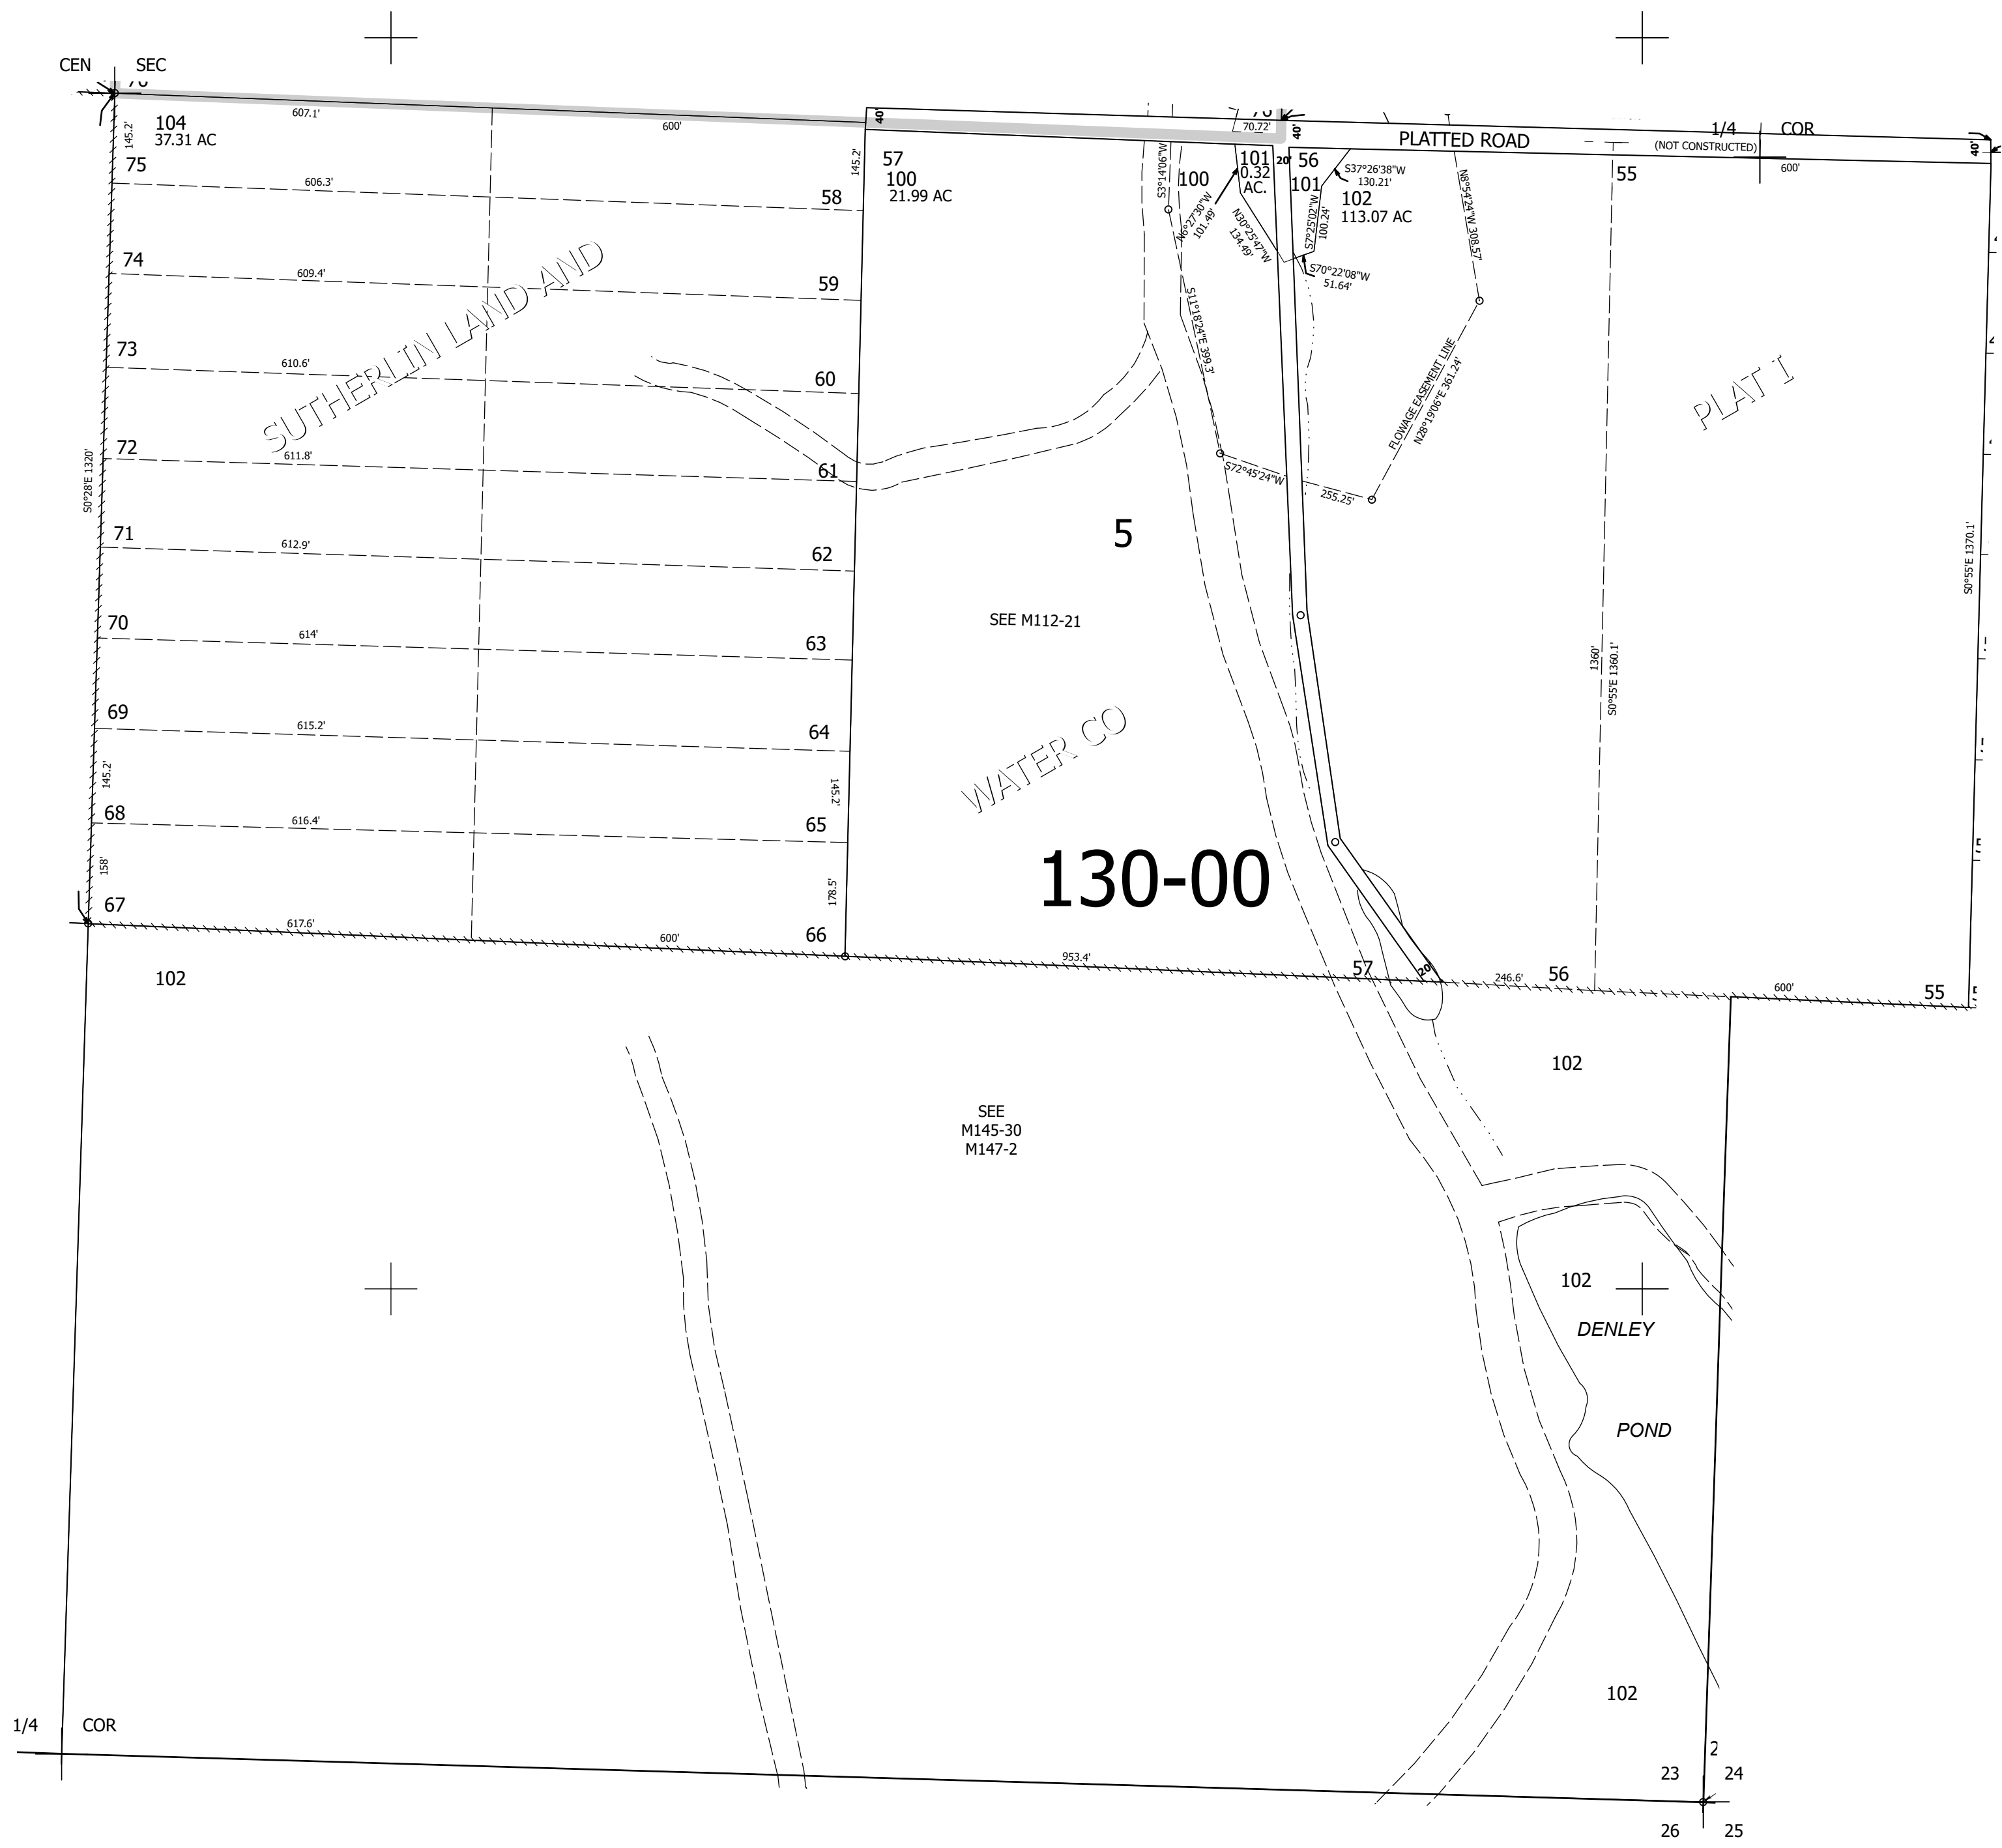 CEN SEC
607.1'
600'
145.2'
104
37.31 AC
75
606.3'
58
74
609.4'
59
73
610.6'
60
72
611.8'
61
S0°28'E 1320'
71
612.9'
62
70
614'
63
69
615.2'
64
145.2'
145.2'
68
616.4'
65
158'
178.5'
67
617.6'
600'
66
SUTHERLIN LAND AND
WATER CO
PLAT I
40'
145.2'
57
100
21.99 AC
S3°14'06"W
100
N6°27'30"W
101.49'
70.72'
101
0.32
AC.
20'
40'
56
101
N30°25'47"W
134.49'
S7°25'02"W
100.24'
S37°26'38"W
130.21'
102
113.07 AC
S70°22'08"W
51.64'
PLATTED ROAD
(NOT CONSTRUCTED)
1/4 COR
40'
600'
55
N8°54'24"W 308.57'
S11°18'24"E 399.3'
FLOWAGE EASEMENT LINE
N28°19'06"E 361.24'
S72°45'24"W
255.25'
5
SEE M112-21
1360'
S0°55'E 1360.1'
S0°55'E 1370.1'
130-00
953.4'
57
20'
246.6'
56
600'
55
102
102
SEE
M145-30
M147-2
102
DENLEY
POND
102
1/4 COR
23 24
26 25